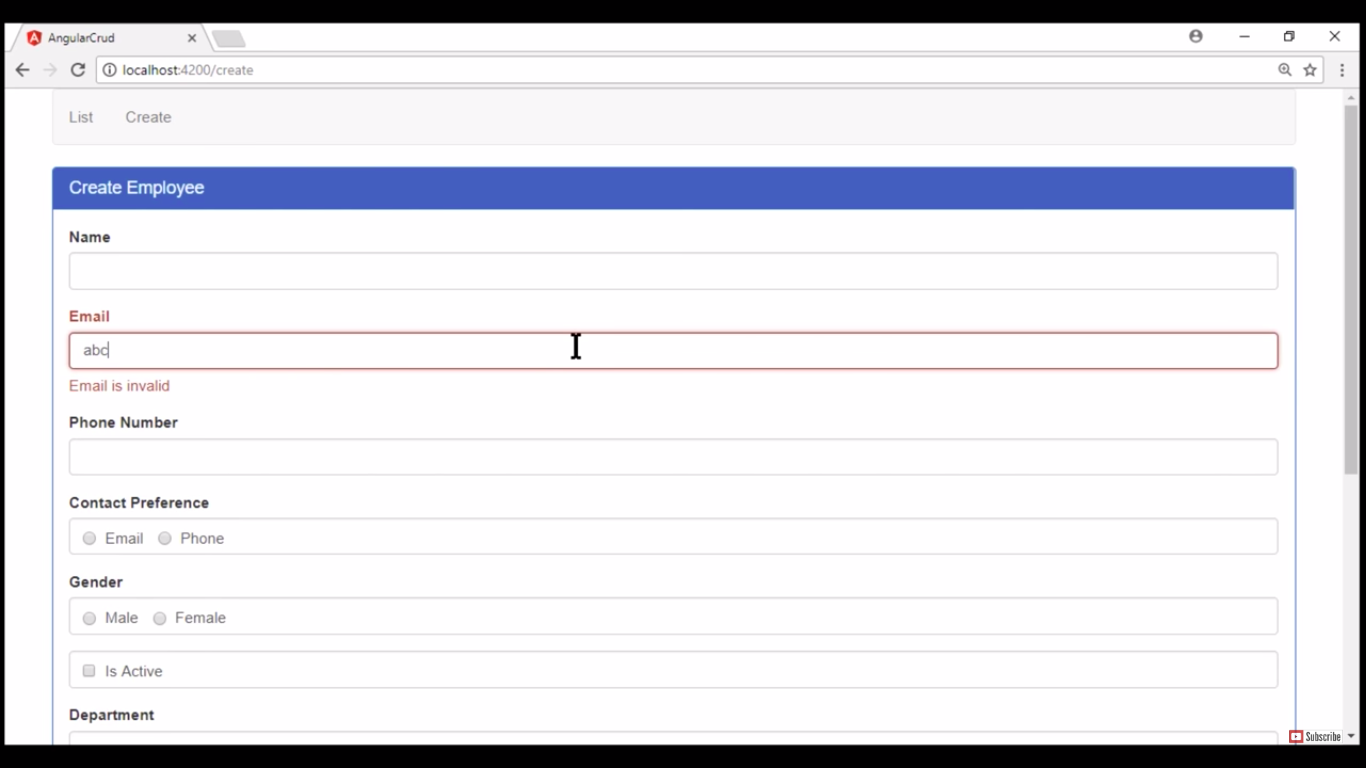 AngularCrud
localhost:4200/create
List Create
Create Employee
Name
Email
abc
Email is invalid
Phone Number
Contact Preference
Email Phone
Gender
Male Female
Is Active
Department
Subscribe